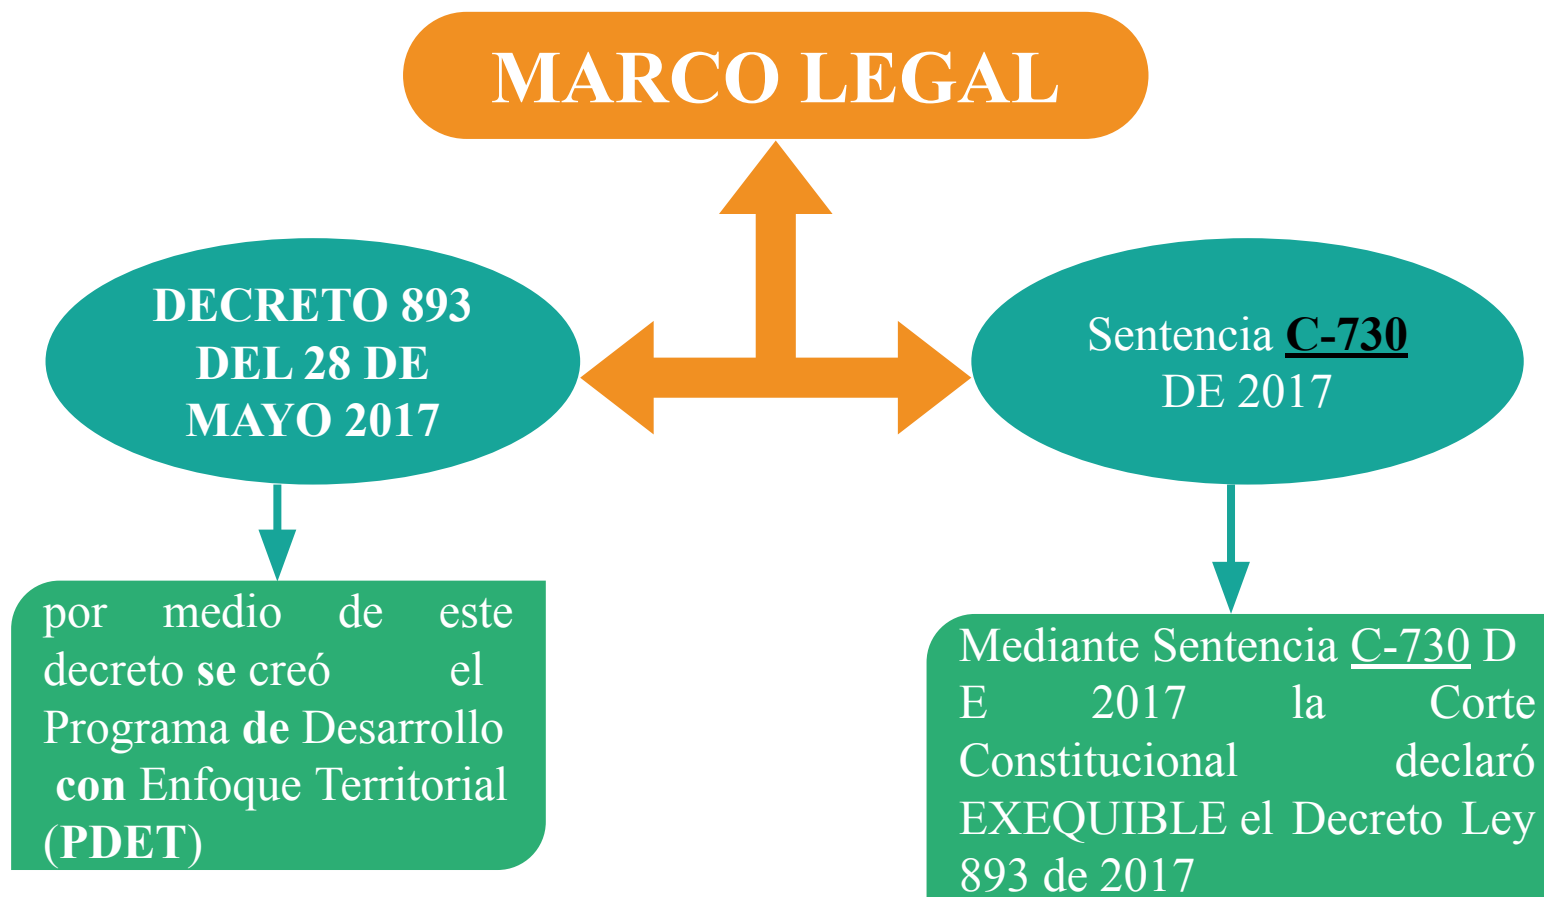 MARCO LEGAL
DECRETO 893
DEL 28 DE
MAYO 2017
Sentencia C-730
DE 2017
por medio de este
decreto se creó el
Programa de Desarrollo
con Enfoque Territorial
(PDET)
Mediante Sentencia C-730 D
E 2017 la Corte
Constitucional declaró
EXEQUIBLE el Decreto Ley
893 de 2017